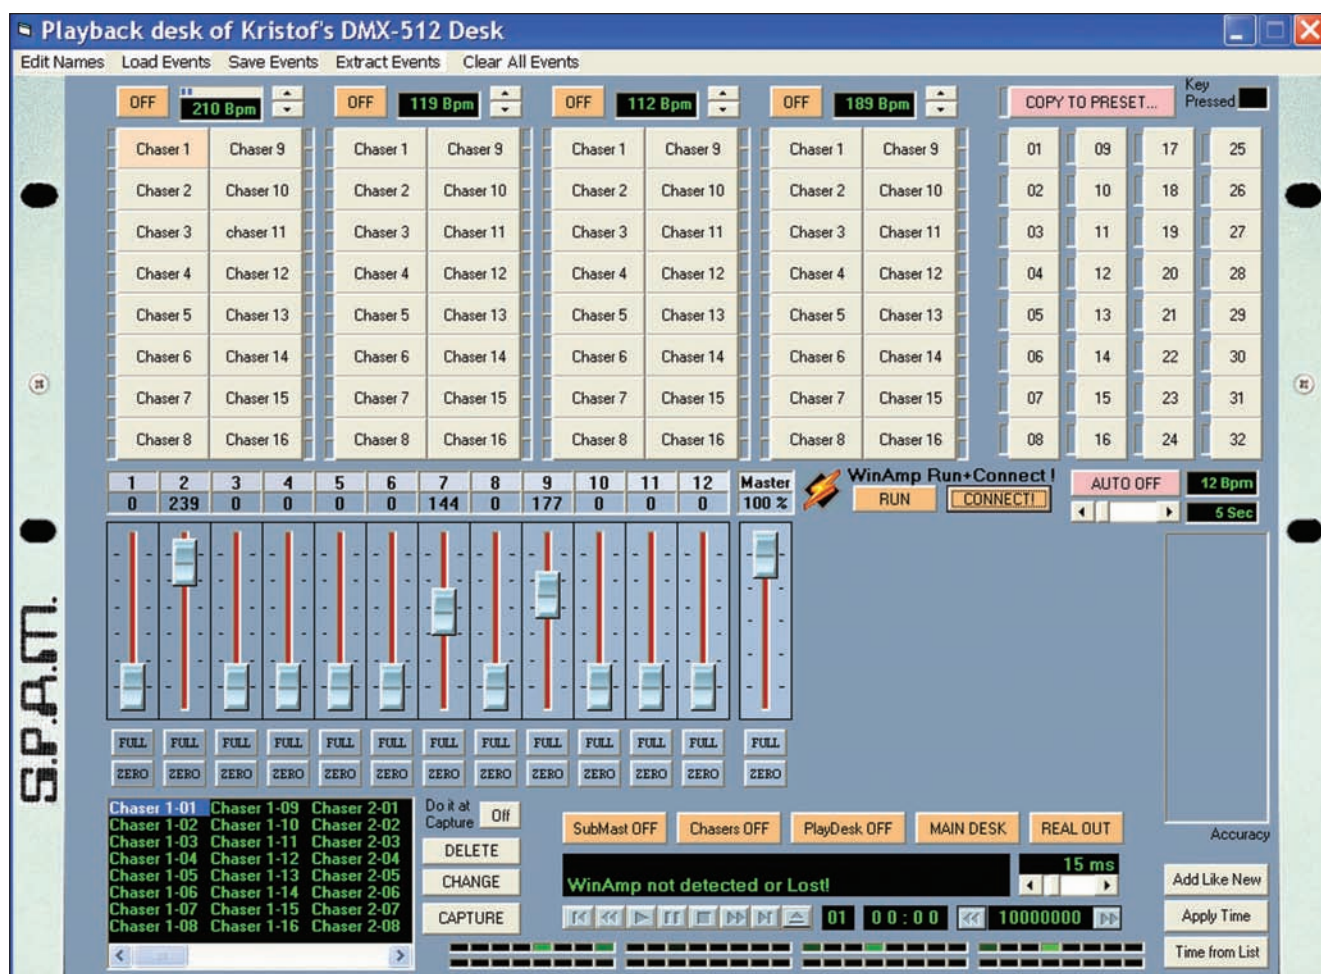 Playback desk of Kristof's DMX-512 Desk
Edit Names Load Events Save Events Extract Events Clear All Events
OFF 210 Bpm OFF 119 Bpm OFF 112 Bpm OFF 189 Bpm COPY TO PRESET... Key Pressed
Chaser 1 Chaser 9 Chaser 1 Chaser 9 Chaser 1 Chaser 9 Chaser 1 Chaser 9 01 09 17 25
Chaser 2 Chaser 10 Chaser 2 Chaser 10 Chaser 2 Chaser 10 Chaser 2 Chaser 10 02 10 18 26
Chaser 3 chaser 11 Chaser 3 Chaser 11 Chaser 3 Chaser 11 Chaser 3 Chaser 11 03 11 19 27
Chaser 4 Chaser 12 Chaser 4 Chaser 12 Chaser 4 Chaser 12 Chaser 4 Chaser 12 04 12 20 28
Chaser 5 Chaser 13 Chaser 5 Chaser 13 Chaser 5 Chaser 13 Chaser 5 Chaser 13 05 13 21 29
Chaser 6 Chaser 14 Chaser 6 Chaser 14 Chaser 6 Chaser 14 Chaser 6 Chaser 14 06 14 22 30
Chaser 7 Chaser 15 Chaser 7 Chaser 15 Chaser 7 Chaser 15 Chaser 7 Chaser 15 07 15 23 31
Chaser 8 Chaser 16 Chaser 8 Chaser 16 Chaser 8 Chaser 16 Chaser 8 Chaser 16 08 16 24 32
1 2 3 4 5 6 7 8 9 10 11 12 Master WinAmp Run+Connect ! AUTO OFF 12 Bpm
0 239 0 0 0 0 144 0 177 0 0 0 100 % RUN CONNECT! 5 Sec
S.P.A.M.
FULL FULL FULL FULL FULL FULL FULL FULL FULL FULL FULL FULL FULL
ZERO ZERO ZERO ZERO ZERO ZERO ZERO ZERO ZERO ZERO ZERO ZERO ZERO
Chaser 1-01 Chaser 1-09 Chaser 2-01
Chaser 1-02 Chaser 1-10 Chaser 2-02
Chaser 1-03 Chaser 1-11 Chaser 2-03
Chaser 1-04 Chaser 1-12 Chaser 2-04
Chaser 1-05 Chaser 1-13 Chaser 2-05
Chaser 1-06 Chaser 1-14 Chaser 2-06
Chaser 1-07 Chaser 1-15 Chaser 2-07
Chaser 1-08 Chaser 1-16 Chaser 2-08
Do it at
Capture Off
DELETE
CHANGE
CAPTURE
SubMast OFF Chasers OFF PlayDesk OFF MAIN DESK REAL OUT
15 ms
WinAmp not detected or Lost!
01 00:00 10000000
Accuracy
Add Like New
Apply Time
Time from List